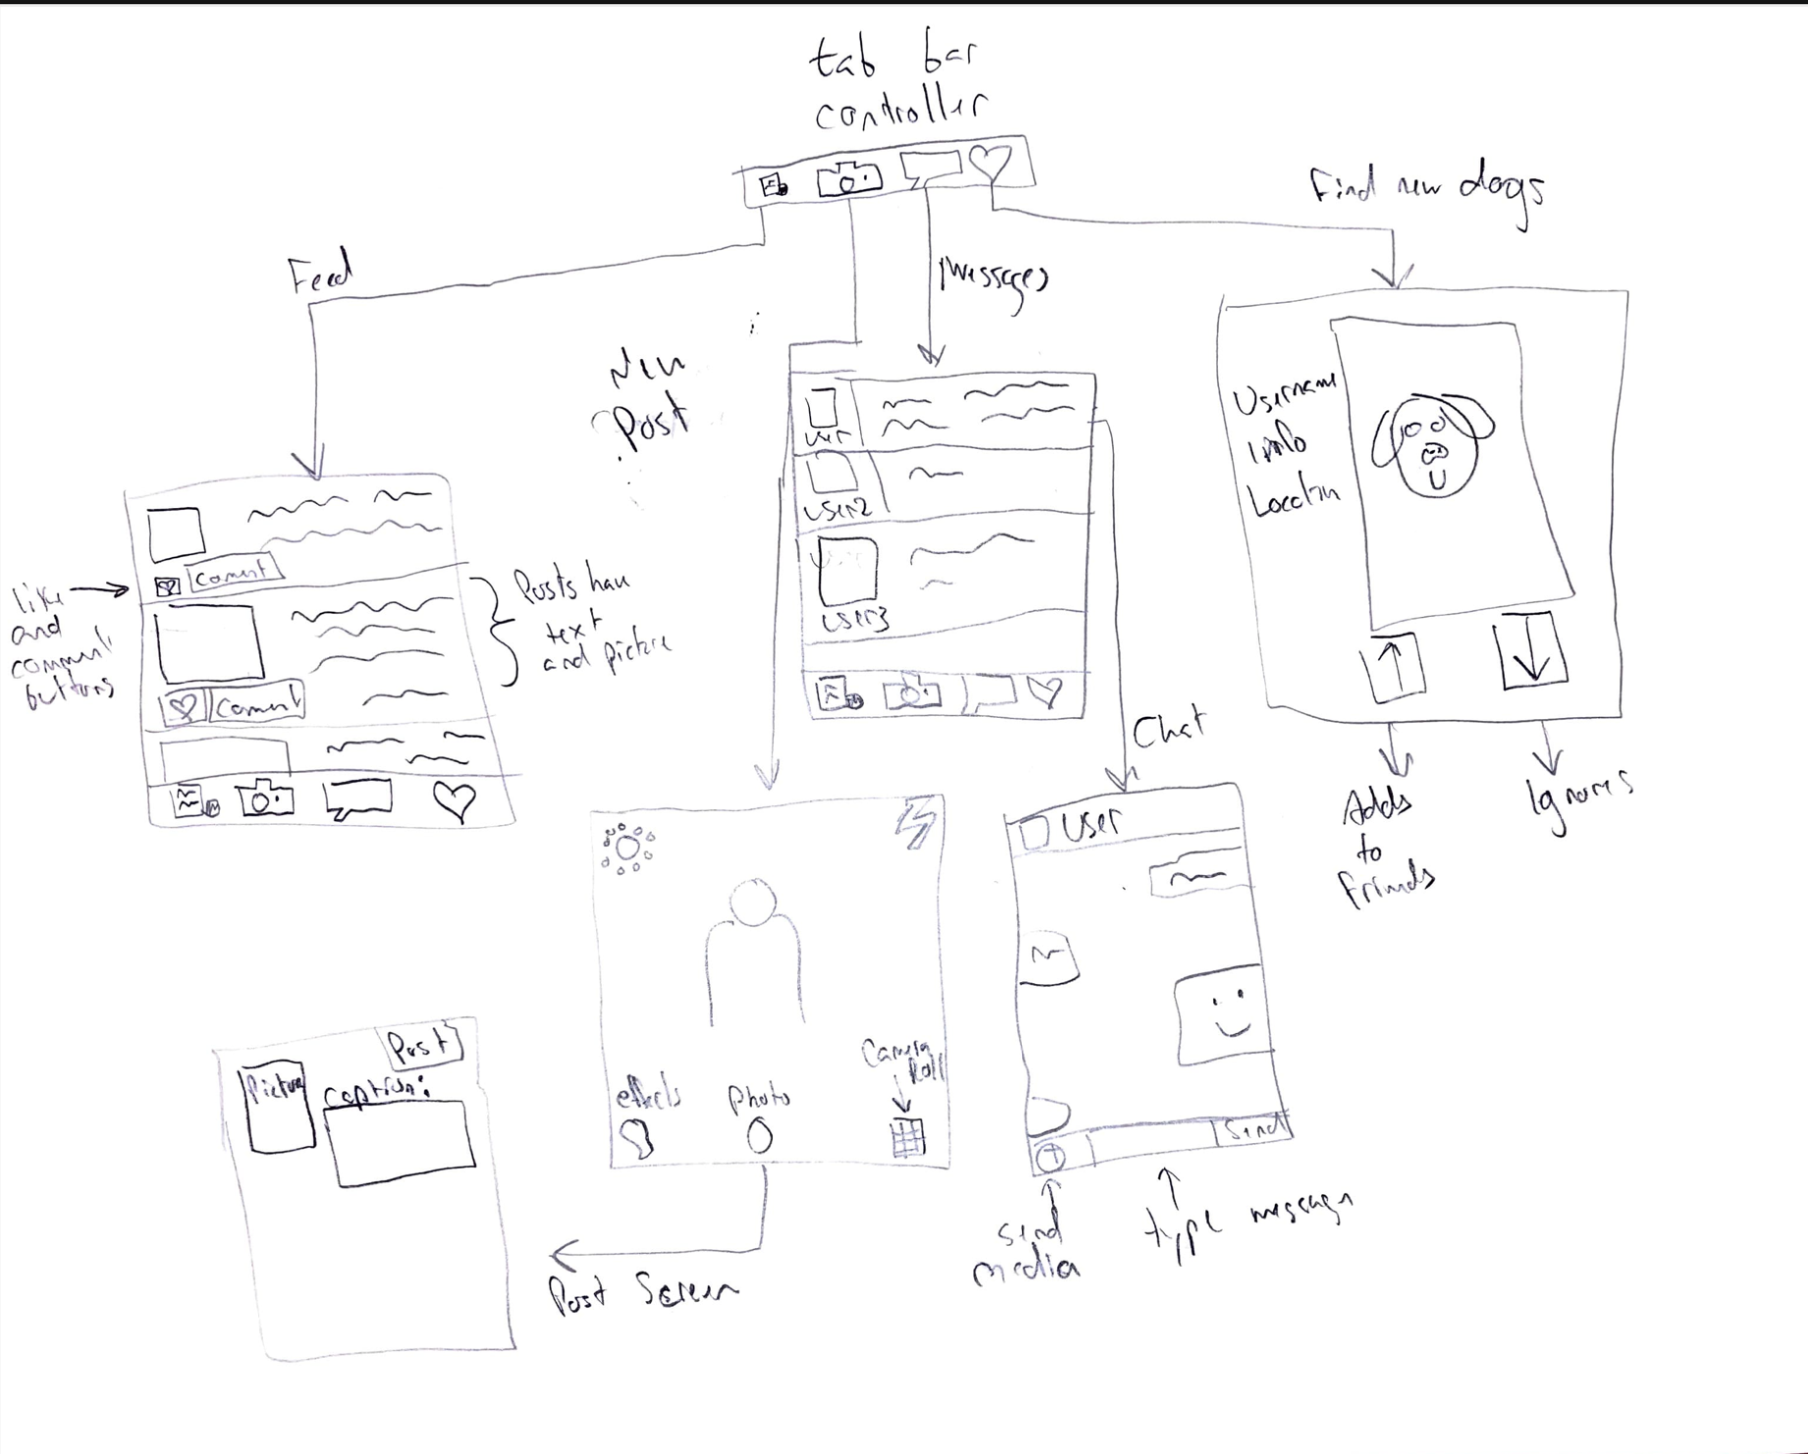 tab bar
controller
Find new dogs
Feed
Messages
New
Post
Username
info
Location
user
user2
user3
Comment
like
and
comment
buttons
Posts have
text
and picture
Comment
Chat
Adds
to
Friends
Ignores
User
Post
Picture
caption:
effects
Photo
Camera
Roll
Send
send
media
type message
Post Screen